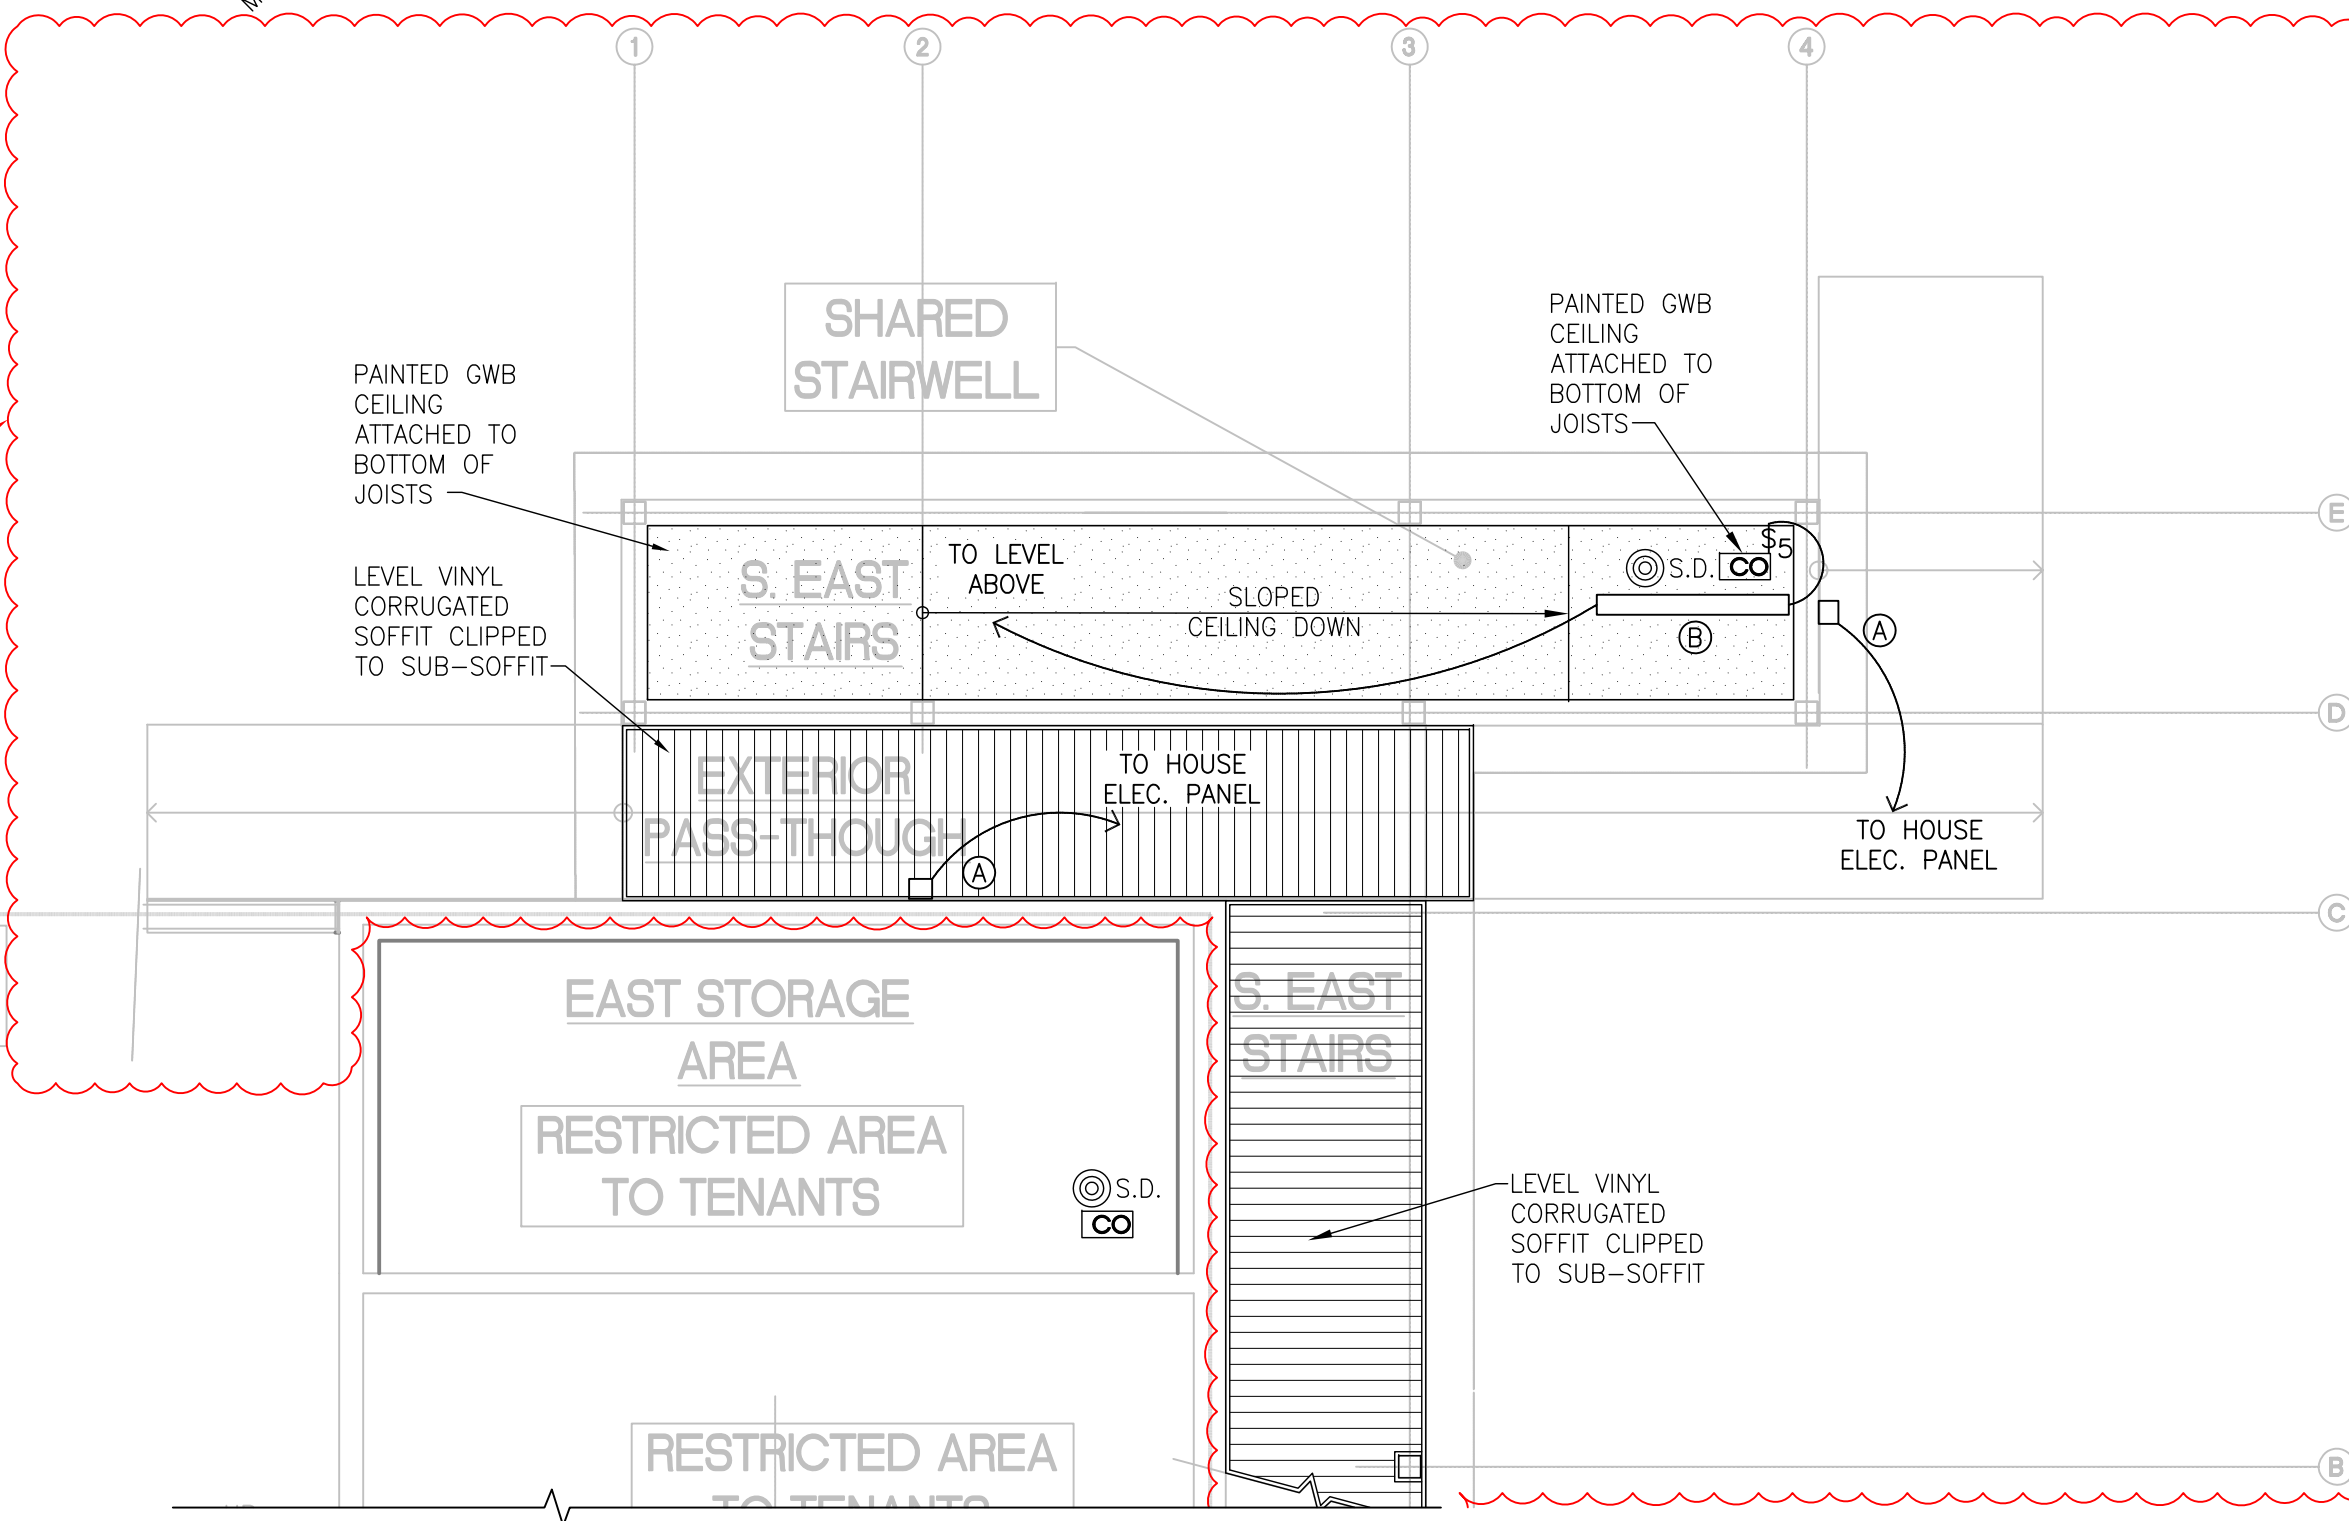 1
2
3
4
SHARED
STAIRWELL
PAINTED GWB
CEILING
ATTACHED TO
BOTTOM OF
JOISTS
PAINTED GWB
CEILING
ATTACHED TO
BOTTOM OF
JOISTS
E
LEVEL VINYL
CORRUGATED
SOFFIT CLIPPED
TO SUB-SOFFIT
S. EAST
STAIRS
TO LEVEL
ABOVE
SLOPED
CEILING DOWN
S.D.
CO
S5
B
A
D
EXTERIOR
PASS-THOUGH
TO HOUSE
ELEC. PANEL
A
TO HOUSE
ELEC. PANEL
C
EAST STORAGE
AREA
RESTRICTED AREA
TO TENANTS
S.D.
CO
S. EAST
STAIRS
LEVEL VINYL
CORRUGATED
SOFFIT CLIPPED
TO SUB-SOFFIT
RESTRICTED AREA
TO TENANTS
B